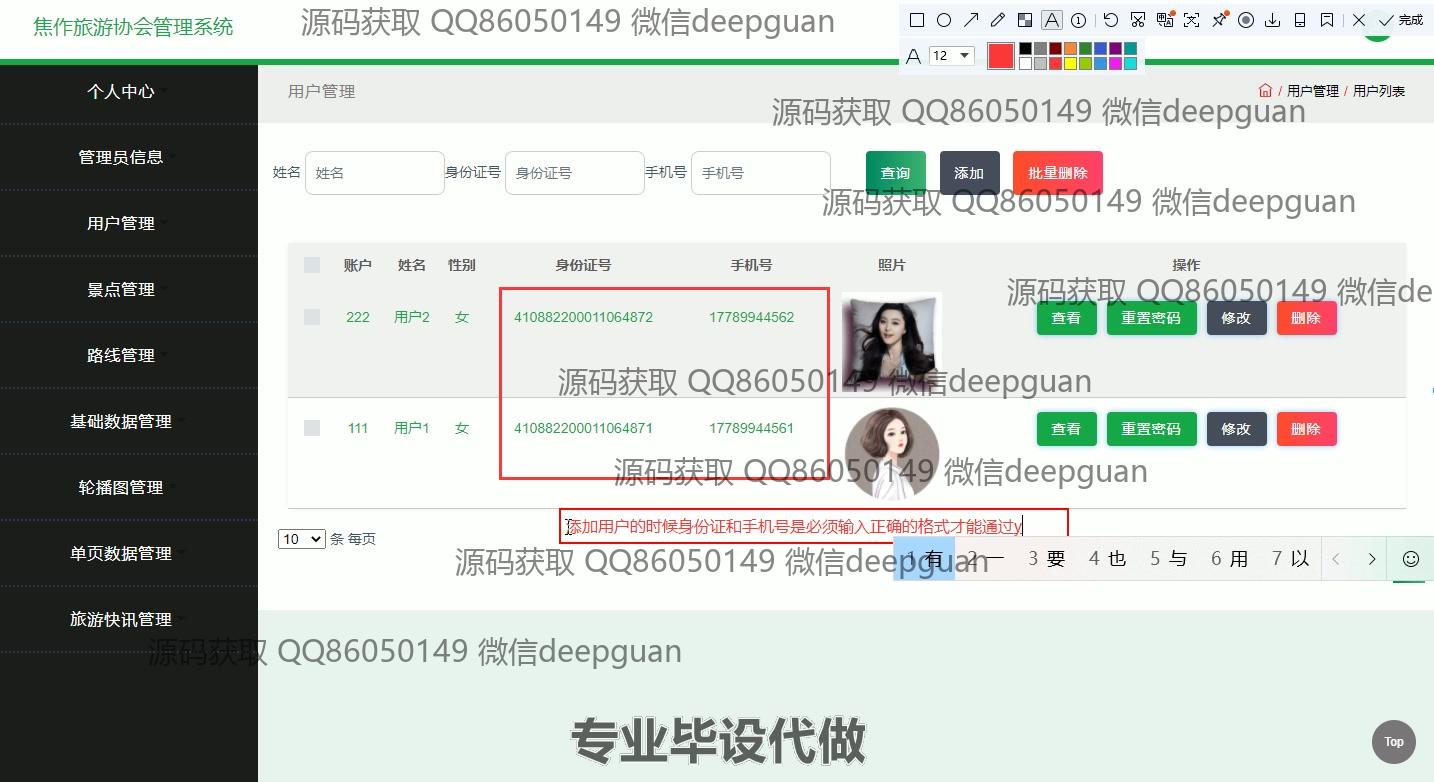 焦作旅游协会管理系统
源码获取 QQ86050149 微信deepguan
完成
A 12
个人中心
用户管理
/ 用户管理 / 用户列表
源码获取 QQ86050149 微信deepguan
管理员信息
姓名 姓名 身份证号 身份证号 手机号 手机号 查询 添加 批量删除
源码获取 QQ86050149 微信deepguan
用户管理
账户 姓名 性别 身份证号 手机号 照片 操作
景点管理
源码获取 QQ86050149 微信de
222 用户2 女 410882200011064872 17789944562 查看 重置密码 修改 删除
路线管理
源码获取 QQ86050149 微信deepguan
基础数据管理
111 用户1 女 410882200011064871 17789944561 查看 重置密码 修改 删除
源码获取 QQ86050149 微信deepguan
轮播图管理
添加用户的时候身份证和手机号是必须输入正确的格式才能通过y
10 条 每页
单页数据管理
源码获取 QQ86050149 微信deepguan
1 有 2 一 3 要 4 也 5 与 6 用 7 以
旅游快讯管理
源码获取 QQ86050149 微信deepguan
专业毕设代做
Top